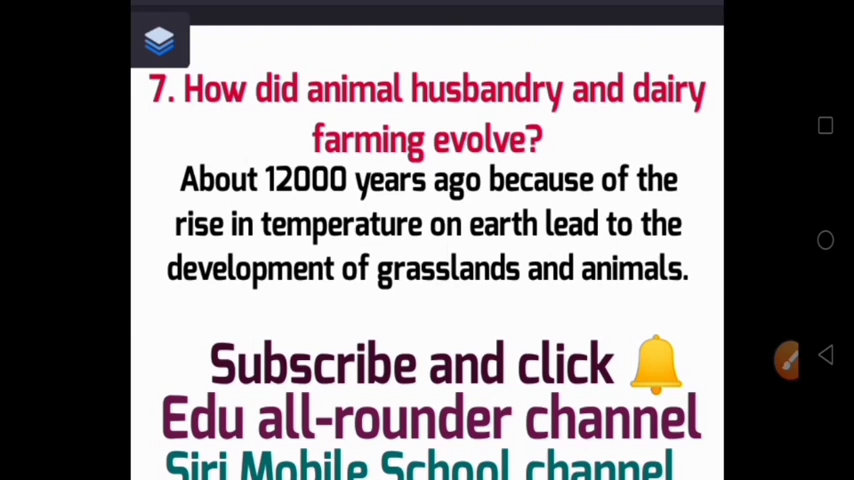 7. How did animal husbandry and dairy
farming evolve?
About 12000 years ago because of the
rise in temperature on earth lead to the
development of grasslands and animals.
Subscribe and click
Edu all-rounder channel
Siri Mobile School channel